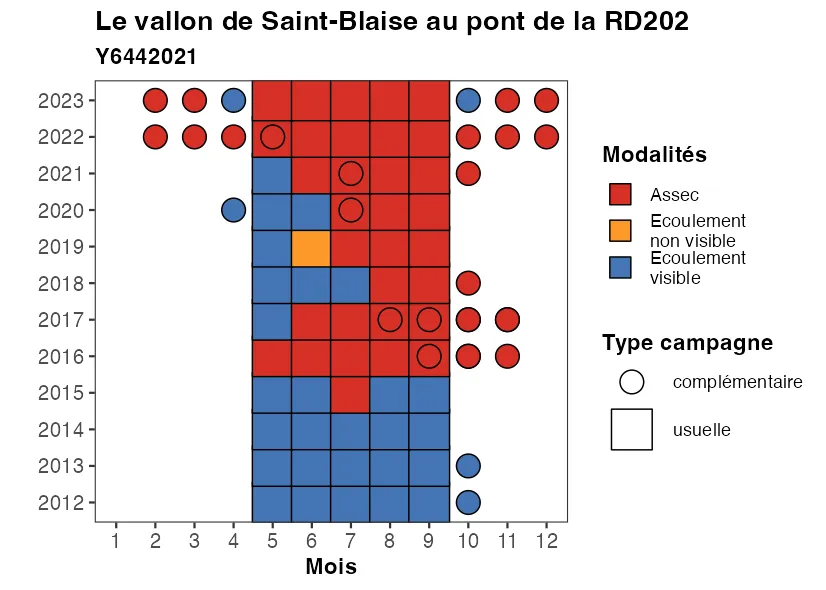 Le vallon de Saint-Blaise au pont de la RD202
Y6442021
2023
2022
2021
2020
2019
2018
2017
2016
2015
2014
2013
2012
1 2 3 4 5 6 7 8 9 10 11 12
Mois
Modalités
Assec
Ecoulement
non visible
Ecoulement
visible
Type campagne
complémentaire
usuelle